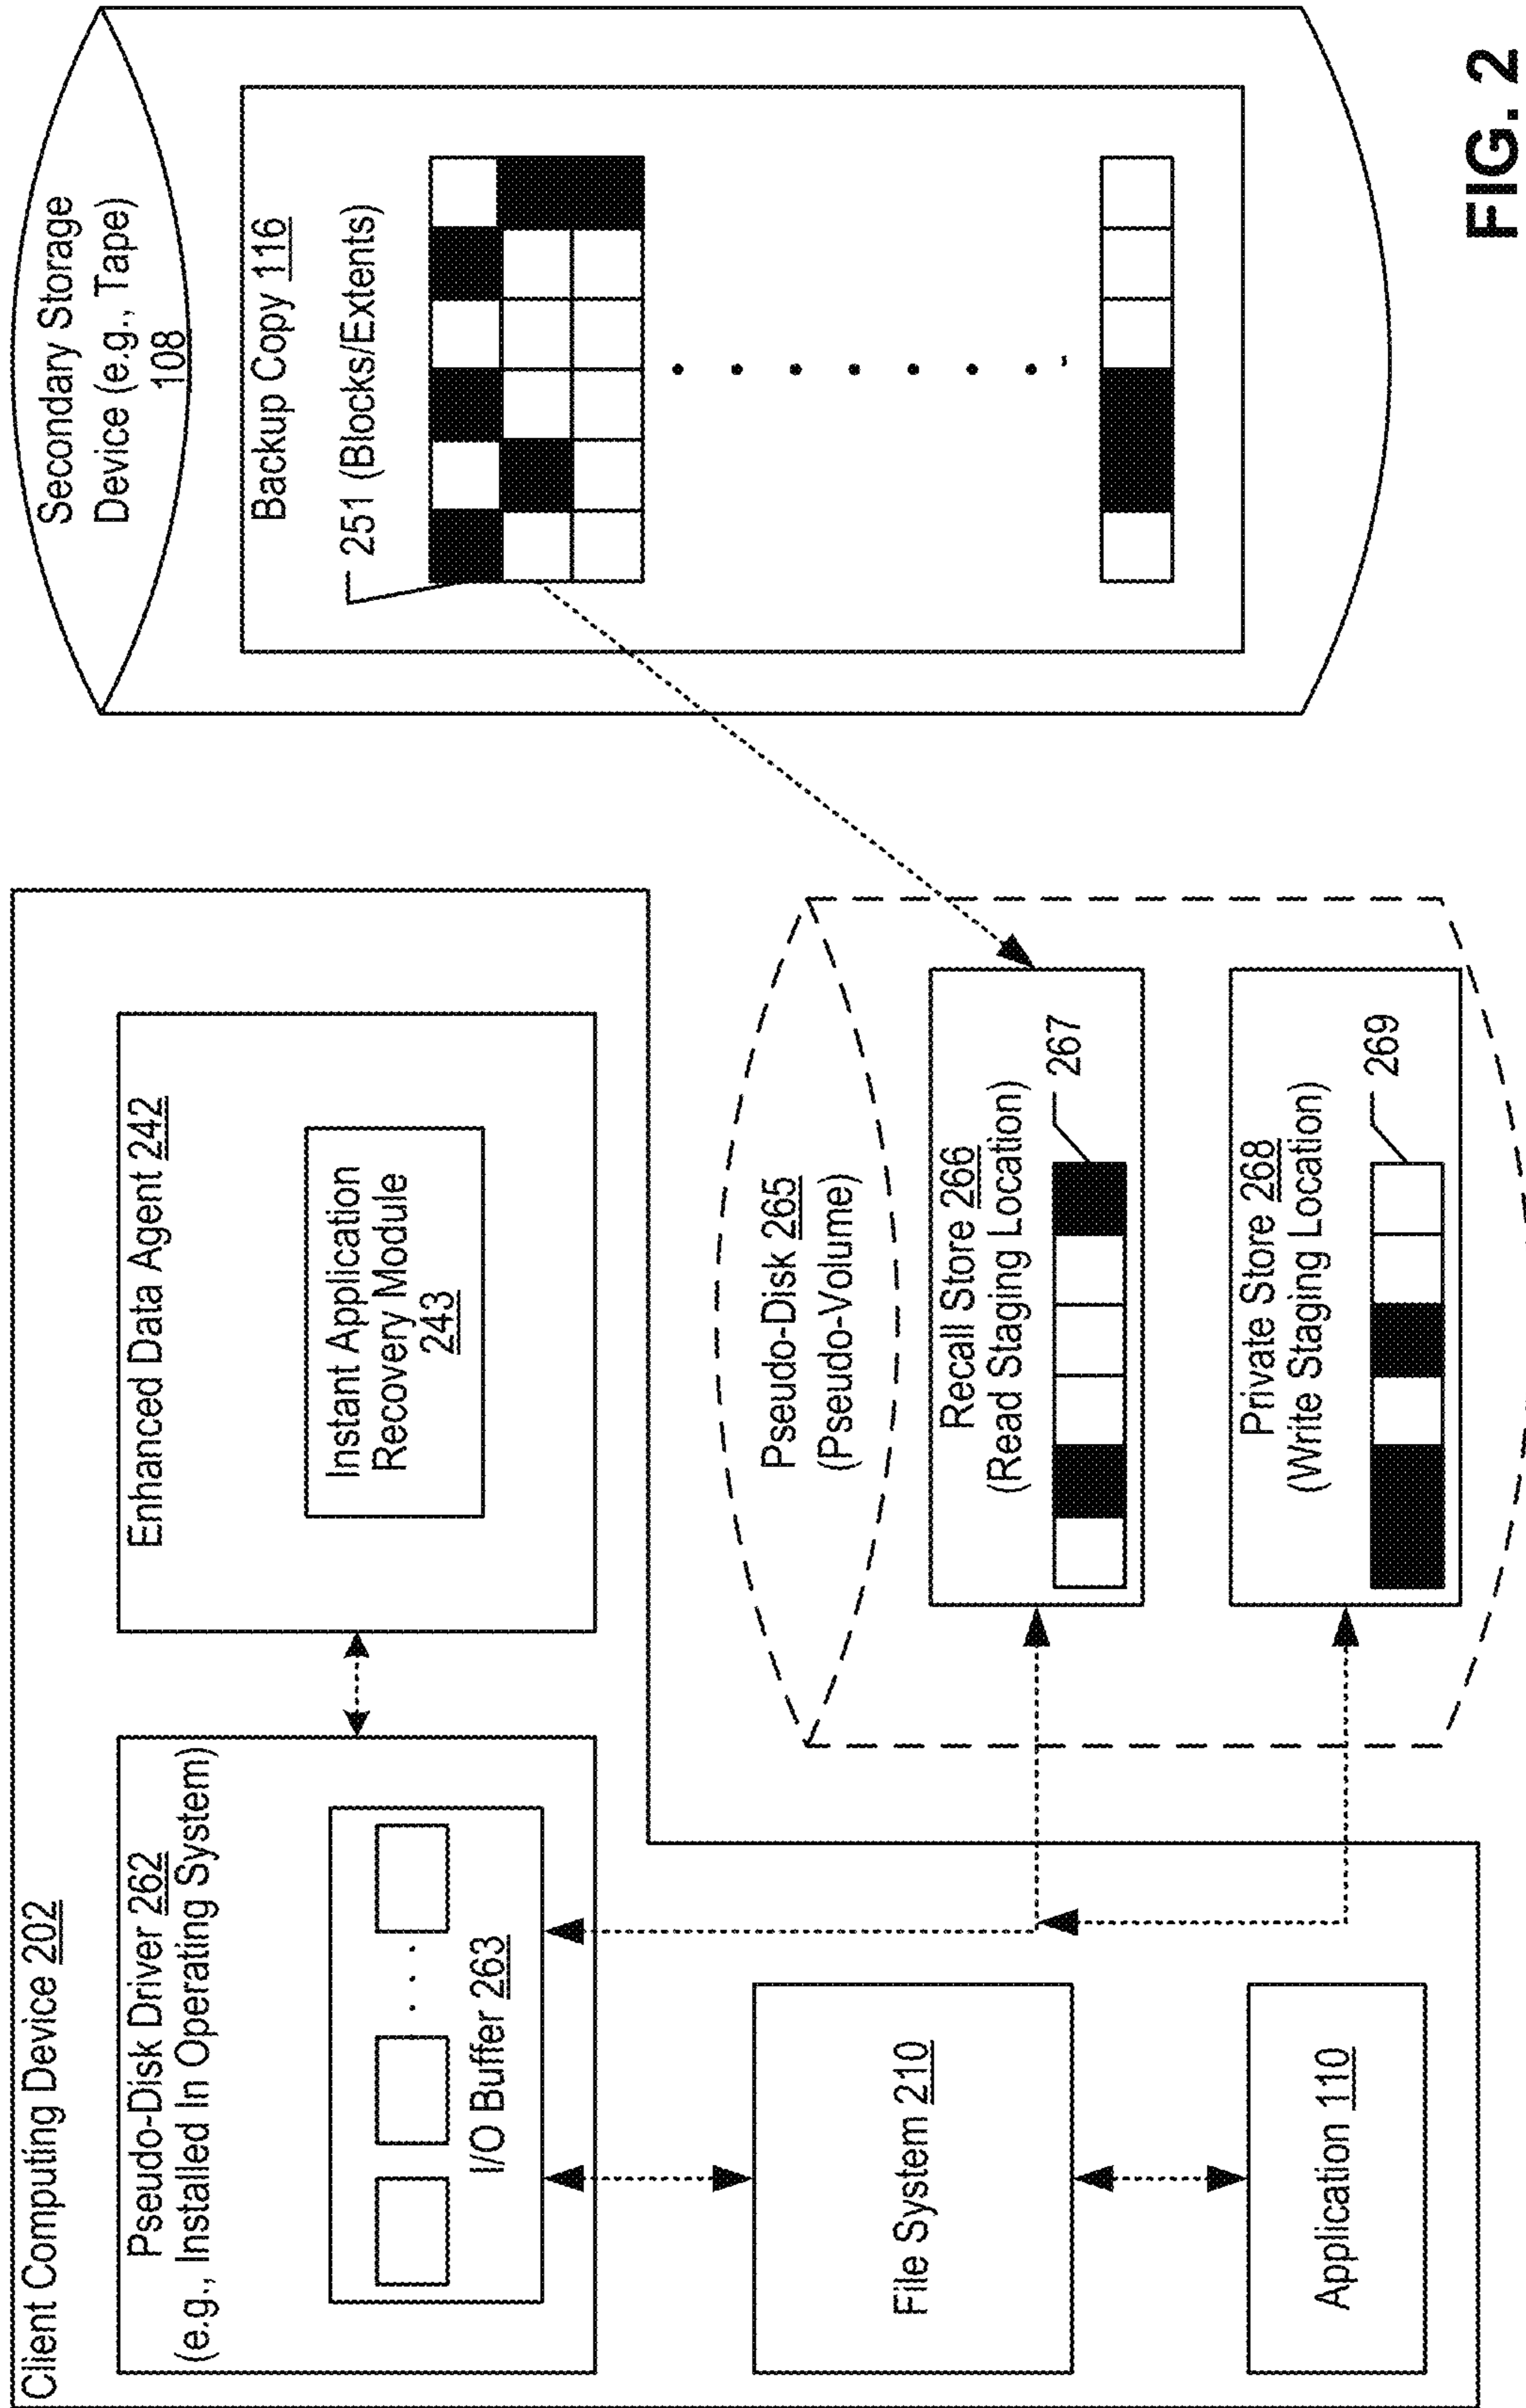 Client Computing Device 202
Pseudo-Disk Driver 262
(e.g., Installed In Operating System)
I/O Buffer 263
Enhanced Data Agent 242
Instant Application
Recovery Module
243
File System 210
Application 110
Pseudo-Disk 265
(Pseudo-Volume)
Recall Store 266
(Read Staging Location)
267
Private Store 268
(Write Staging Location)
269
Secondary Storage
Device (e.g., Tape)
108
Backup Copy 116
251 (Blocks/Extents)
FIG. 2